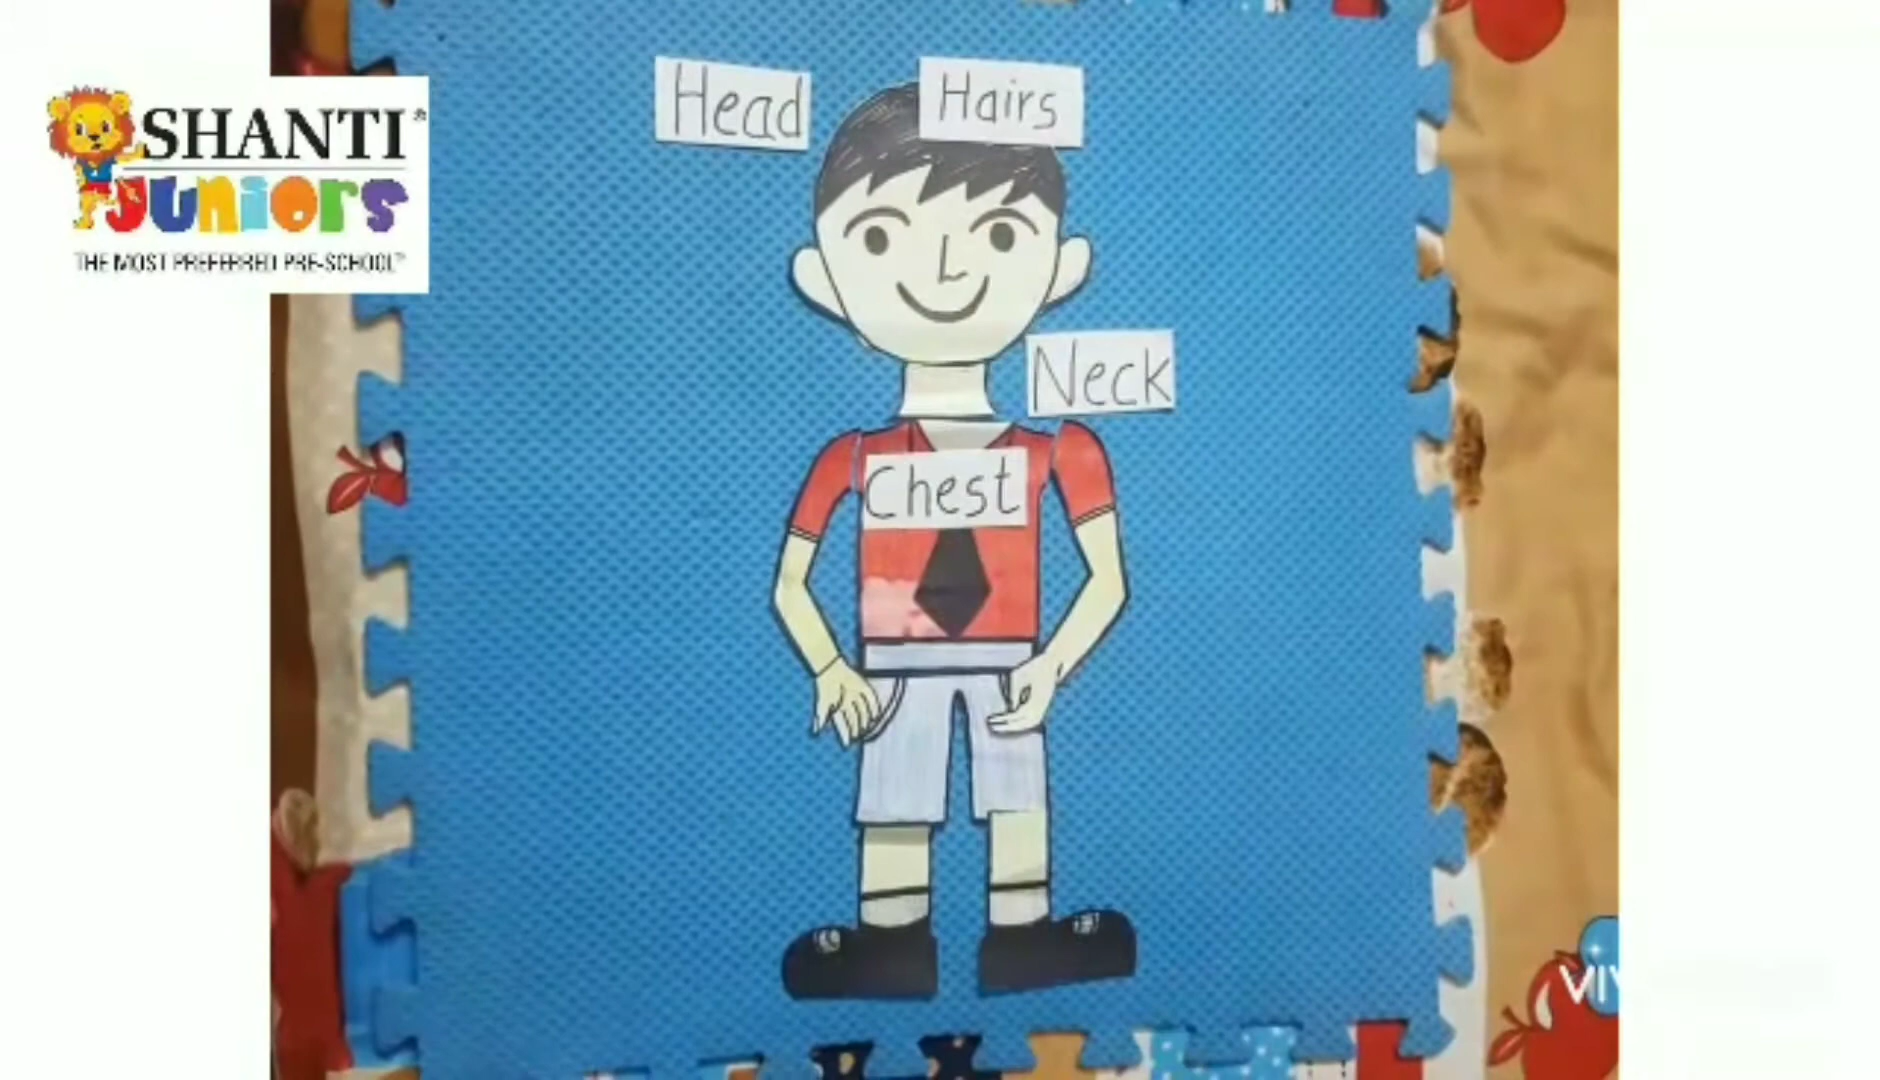 SHANTI
Juniors
THE MOST PREFERRED PRE-SCHOOL
Head
Hairs
Neck
Chest